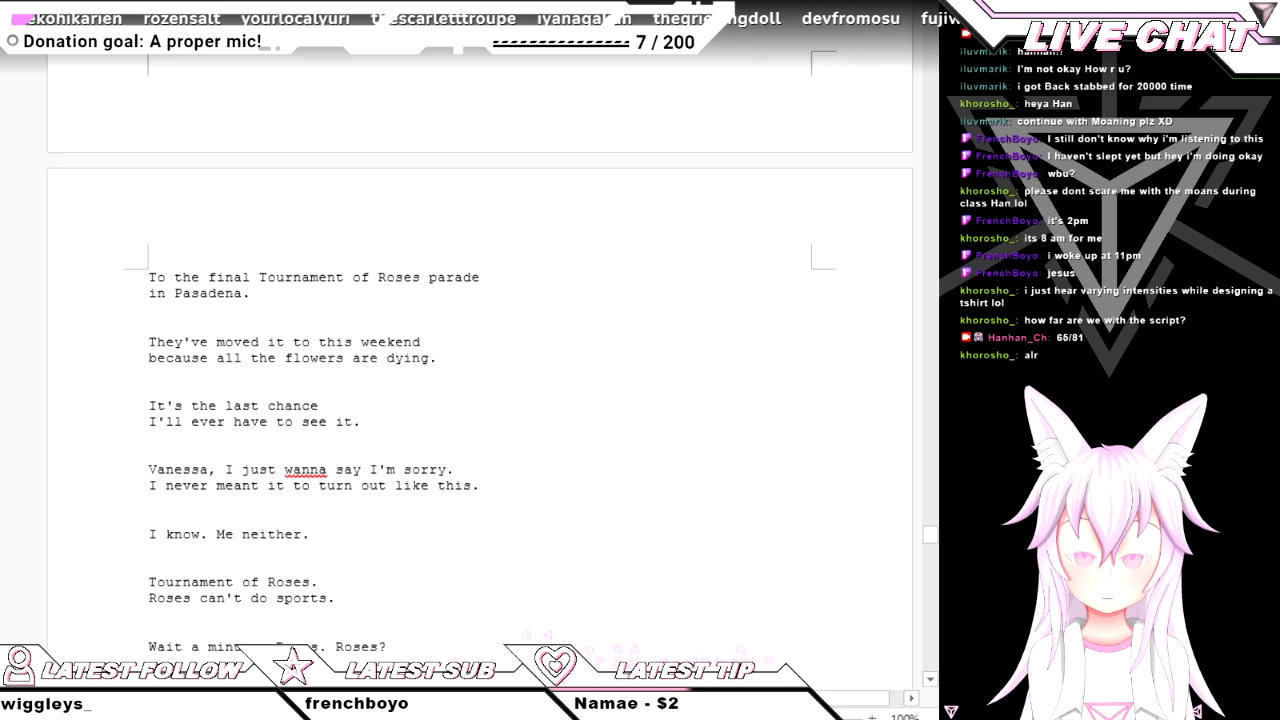 rozensalt yourlocalyuri devfromosu
Donation goal: A proper mic!
7 / 200
To the final Tournament of Roses parade
in Pasadena.
They've moved it to this weekend
because all the flowers are dying.
It's the last chance
I'll ever have to see it.
Vanessa, I just wanna say I'm sorry.
I never meant it to turn out like this.
I know. Me neither.
Tournament of Roses.
Roses can't do sports.
Wait a Roses?
100%
LATEST FOLLOW
LATEST SUB
LATEST TIP
wiggleys_
frenchboyo
Namae - $2
LIVE CHAT
iluvmarik:
iluvmarik: I'm not okay How r u?
iluvmarik: i got Back stabbed for 20000 time
khorosho_: heya Han
iluvmarik: continue with Moaning plz XD
FrenchBoyo: I still don't know why i'm listening to this
FrenchBoyo: I haven't slept yet but hey i'm doing okay
FrenchBoyo: wbu?
khorosho_: please dont scare me with the moans during
class Han lol
FrenchBoyo: it's 2pm
khorosho_: its 8 am for me
FrenchBoyo: i woke up at 11pm
FrenchBoyo: jesus
khorosho_: i just hear varying intensities while designing a
tshirt lol
khorosho_: how far are we with the script?
Hanhan_Ch: 65/81
khorosho_: alr